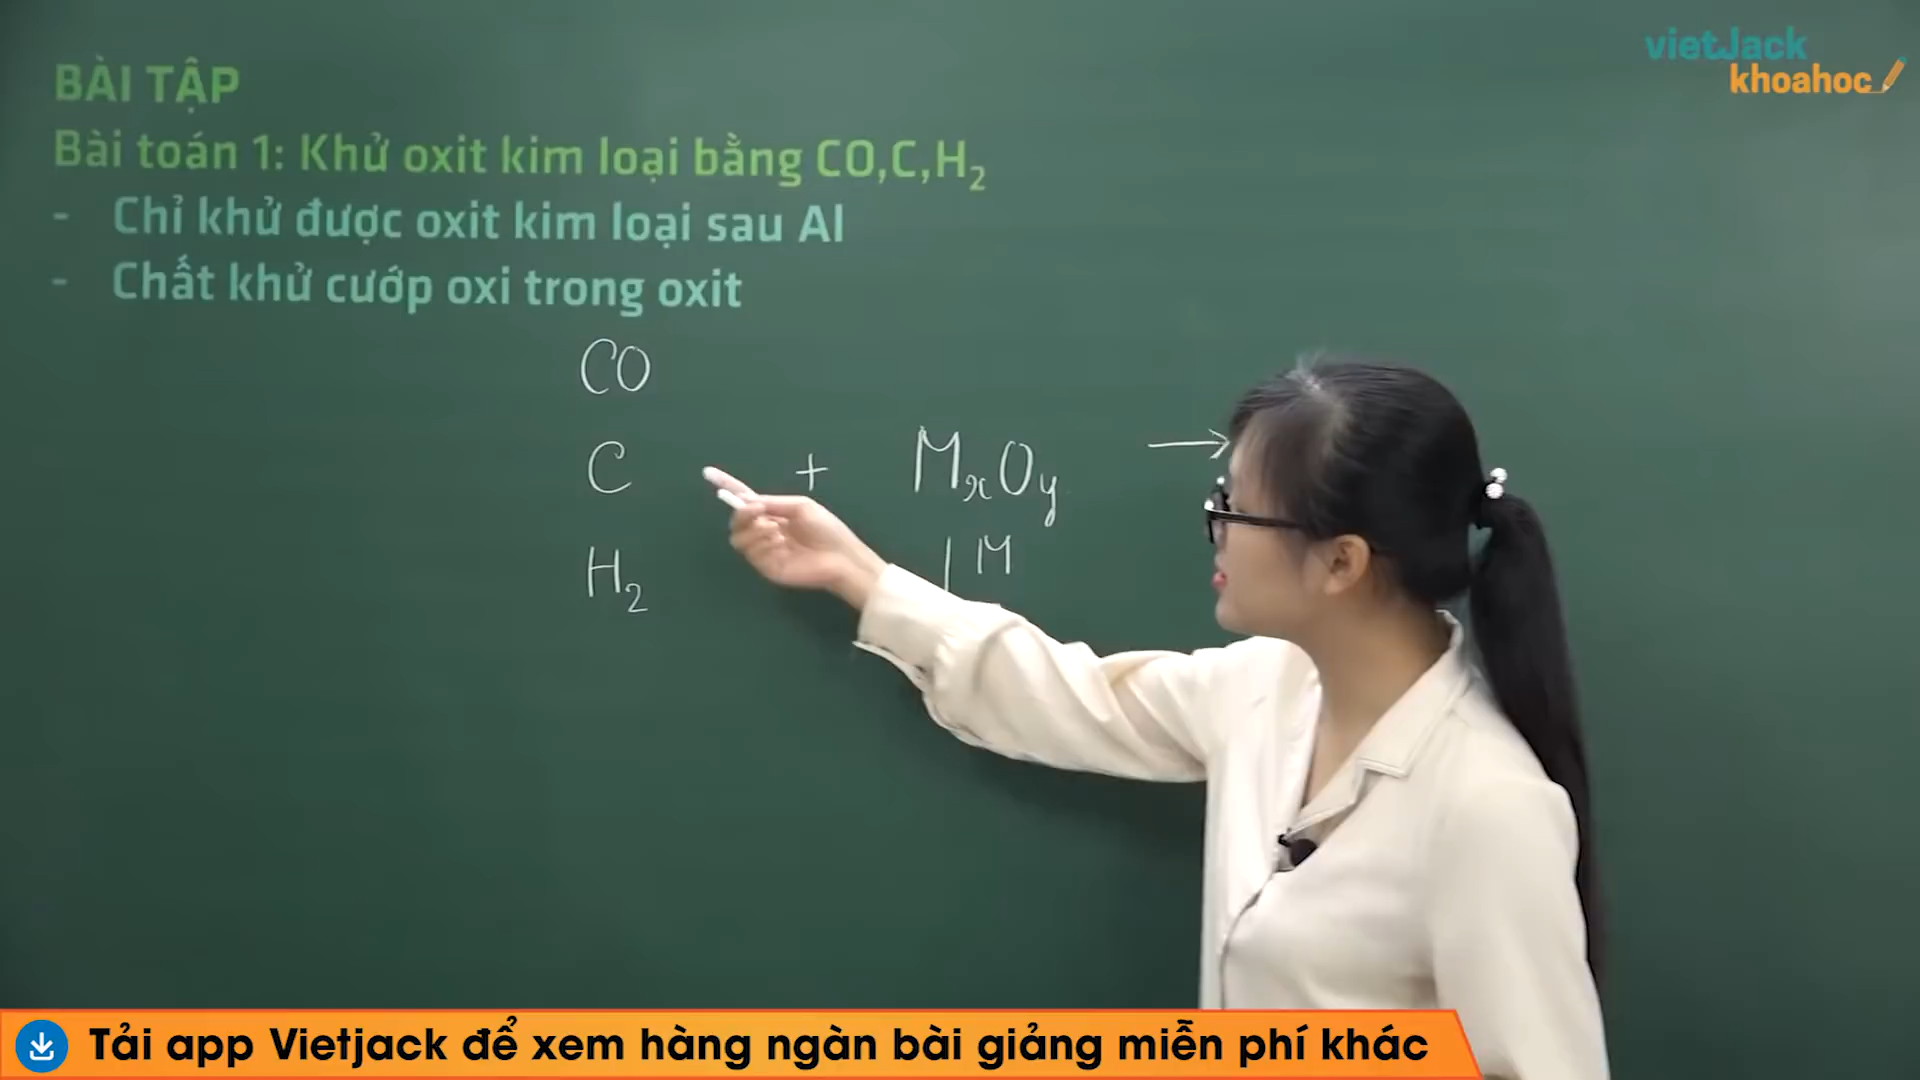 vietJack
khoahoc
BÀI TẬP
Bài toán 1: Khử oxit kim loại bằng CO,C,H₂
- Chỉ khử được oxit kim loại sau Al
- Chất khử cướp oxi trong oxit
CO
C + MₓOy →
H₂
M
Tải app Vietjack để xem hàng ngàn bài giảng miễn phí khác